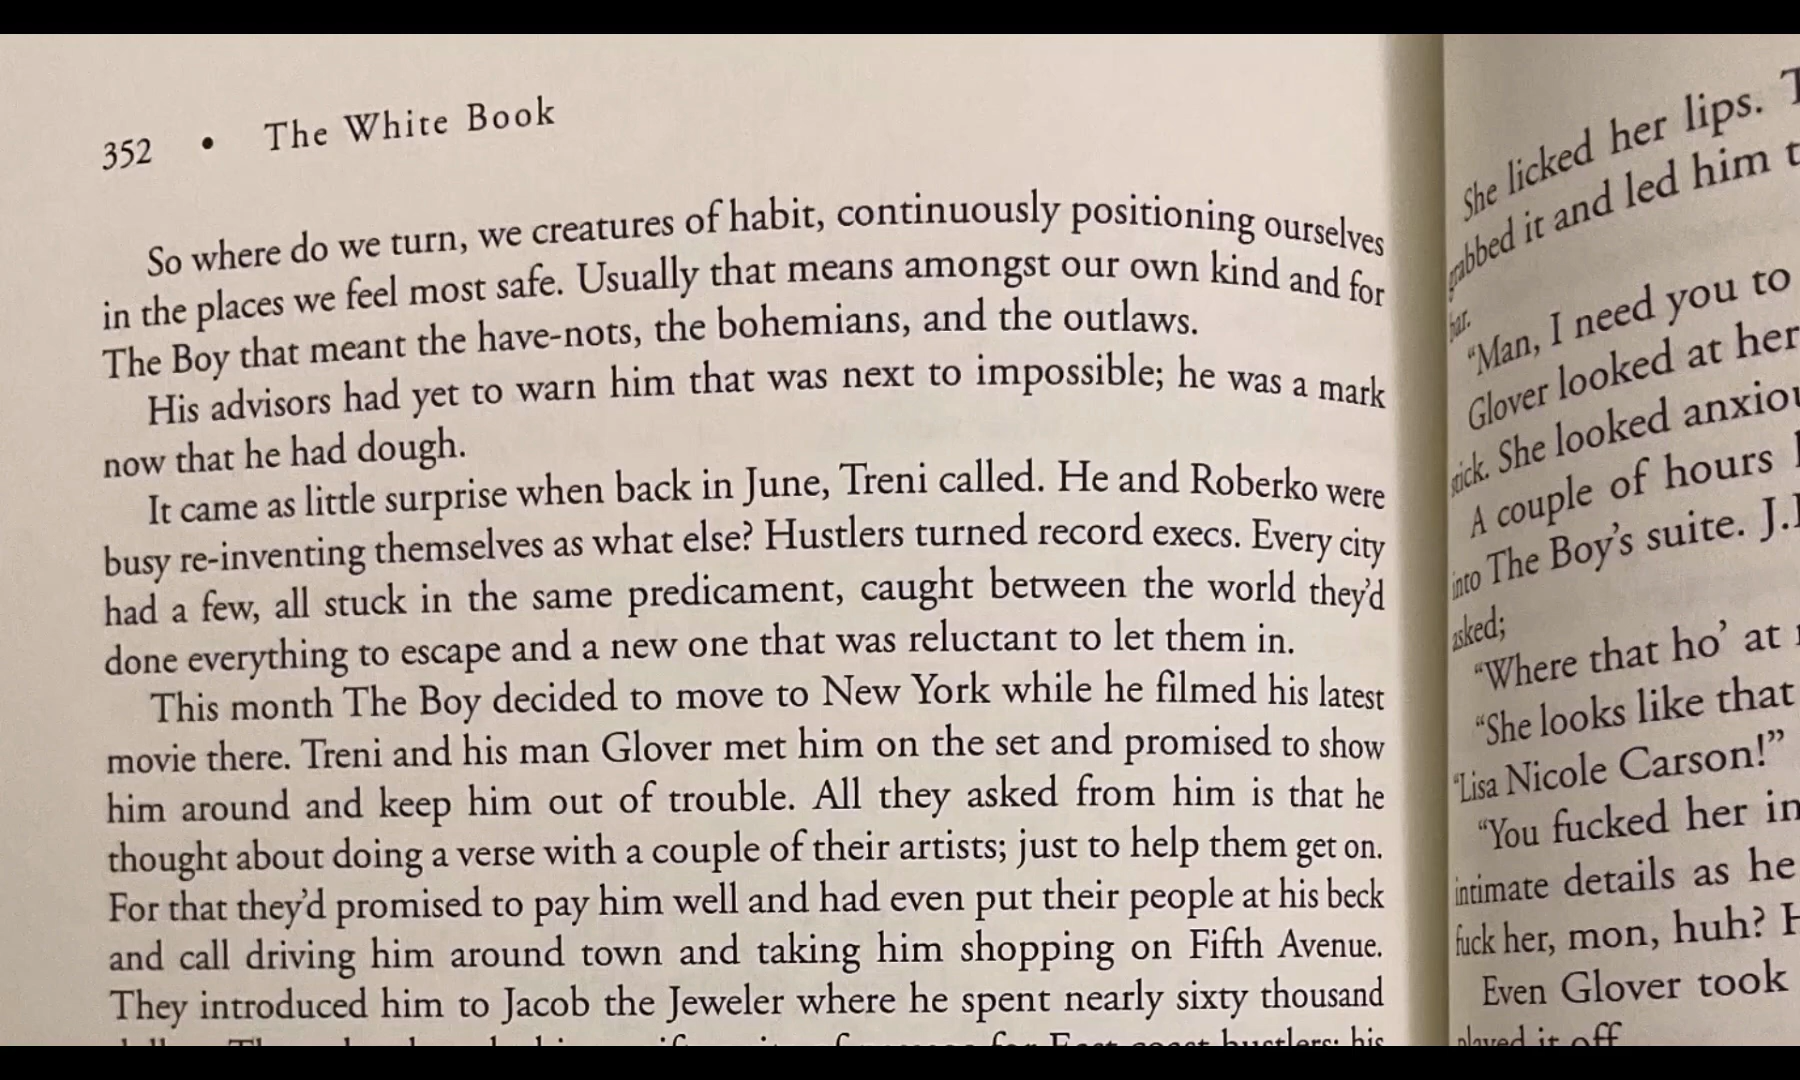 352 • The White Book
So where do we turn, we creatures of habit, continuously positioning ourselves
in the places we feel most safe. Usually that means amongst our own kind and for
The Boy that meant the have-nots, the bohemians, and the outlaws.
His advisors had yet to warn him that was next to impossible; he was a mark
now that he had dough.
It came as little surprise when back in June, Treni called. He and Roberko were
busy re-inventing themselves as what else? Hustlers turned record execs. Every city
had a few, all stuck in the same predicament, caught between the world they'd
done everything to escape and a new one that was reluctant to let them in.
This month The Boy decided to move to New York while he filmed his latest
movie there. Treni and his man Glover met him on the set and promised to show
him around and keep him out of trouble. All they asked from him is that he
thought about doing a verse with a couple of their artists; just to help them get on.
For that they'd promised to pay him well and had even put their people at his beck
and call driving him around town and taking him shopping on Fifth Avenue.
They introduced him to Jacob the Jeweler where he spent nearly sixty thousand
for East coast hustlers; his
She licked her lips.
it and led him
"Man, I need you to
Glover looked at her
She looked anxiou
A couple of hours
into The Boy's suite.
asked;
"Where that ho' at
"She looks like that
"Lisa Nicole Carson!"
"You fucked her in
intimate details as he
fuck her, mon, huh?
Even Glover took
played it off